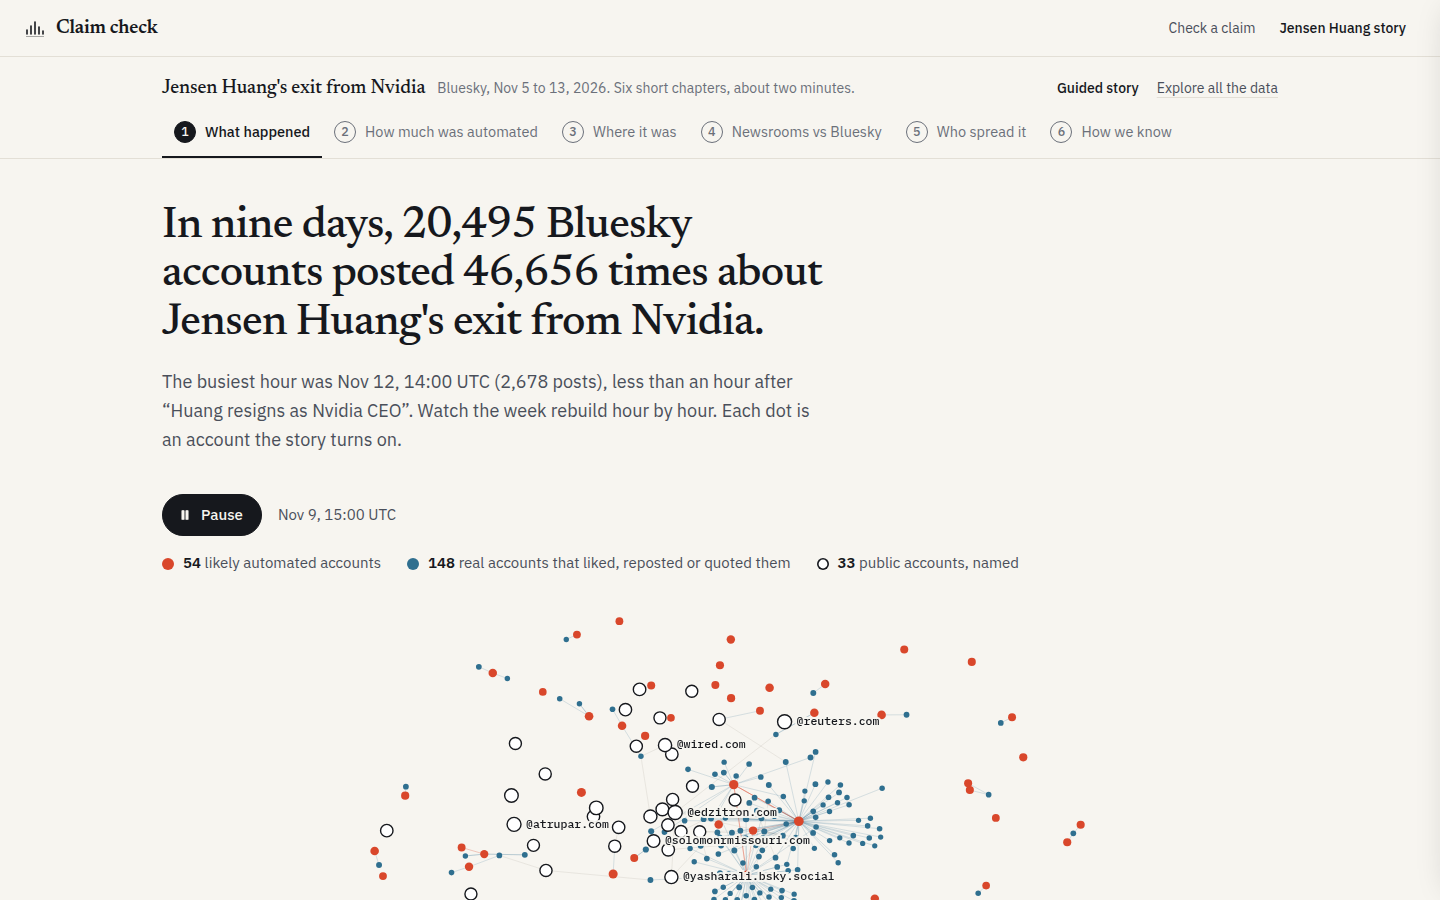 Claim check
Check a claim
Jensen Huang story
Jensen Huang's exit from Nvidia
Bluesky, Nov 5 to 13, 2026. Six short chapters, about two minutes.
Guided story
Explore all the data
1 What happened
2 How much was automated
3 Where it was
4 Newsrooms vs Bluesky
5 Who spread it
6 How we know
In nine days, 20,495 Bluesky
accounts posted 46,656 times about
Jensen Huang's exit from Nvidia.
The busiest hour was Nov 12, 14:00 UTC (2,678 posts), less than an hour after
“Huang resigns as Nvidia CEO”. Watch the week rebuild hour by hour. Each dot is
an account the story turns on.
Pause
Nov 9, 15:00 UTC
54 likely automated accounts
148 real accounts that liked, reposted or quoted them
33 public accounts, named
@reuters.com
@wired.com
@edzitron.com
@atrupar.com
@solomonrmissouri.com
@yasharali.bsky.social